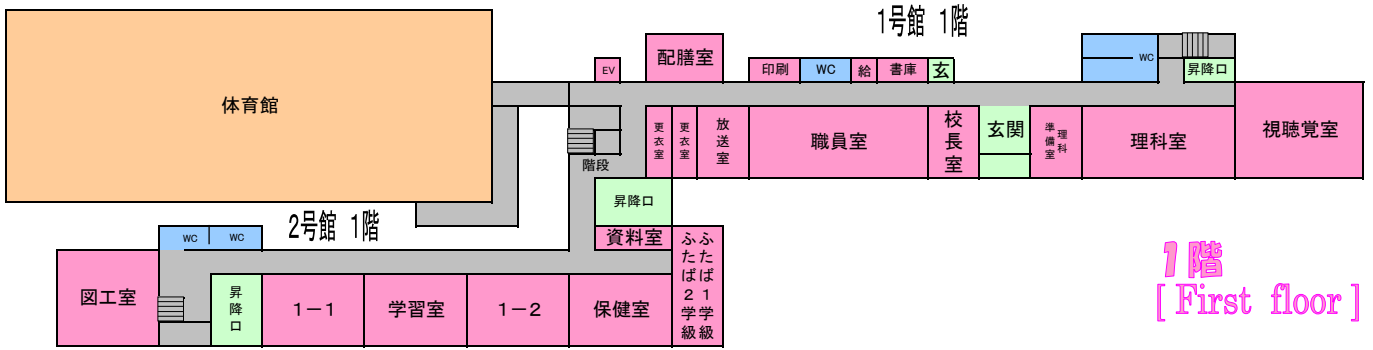 1号館 1階
配膳室
EV
印刷
WC
給
書庫
玄
WC
昇降口
体育館
更衣室
更衣室
放送室
職員室
校長室
玄関
理科準備室
理科室
視聴覚室
階段
昇降口
2号館 1階
WC
WC
資料室
ふたば1学級
ふたば2学級
図工室
昇降口
1－1
学習室
1－2
保健室
1階
[ First floor ]